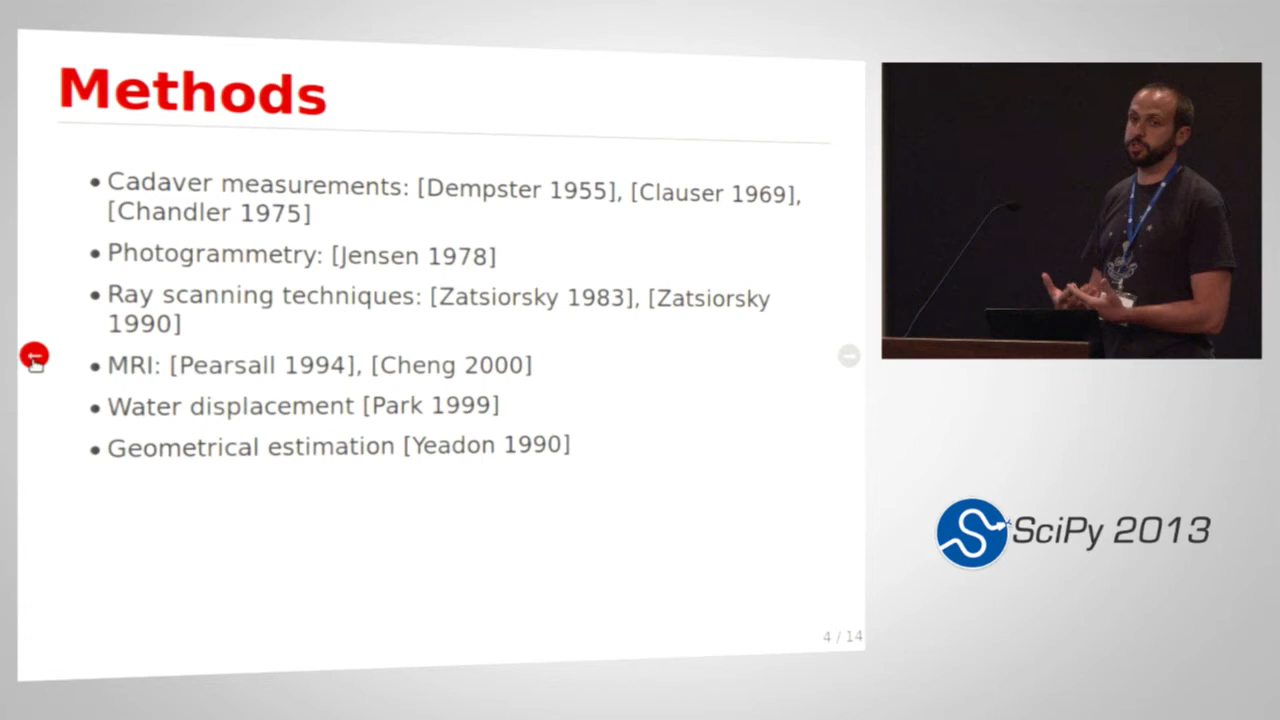 Methods
• Cadaver measurements: [Dempster 1955], [Clauser 1969],
[Chandler 1975]
• Photogrammetry: [Jensen 1978]
• Ray scanning techniques: [Zatsiorsky 1983], [Zatsiorsky
1990]
• MRI: [Pearsall 1994], [Cheng 2000]
• Water displacement [Park 1999]
• Geometrical estimation [Yeadon 1990]
4 / 14
SciPy 2013